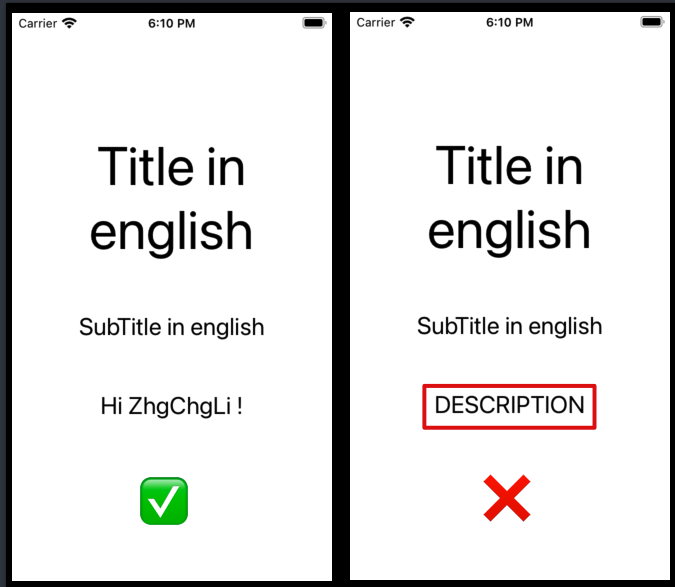 Carrier
6:10 PM
Title in
english
SubTitle in english
Hi ZhgChgLi !
Carrier
6:10 PM
Title in
english
SubTitle in english
DESCRIPTION